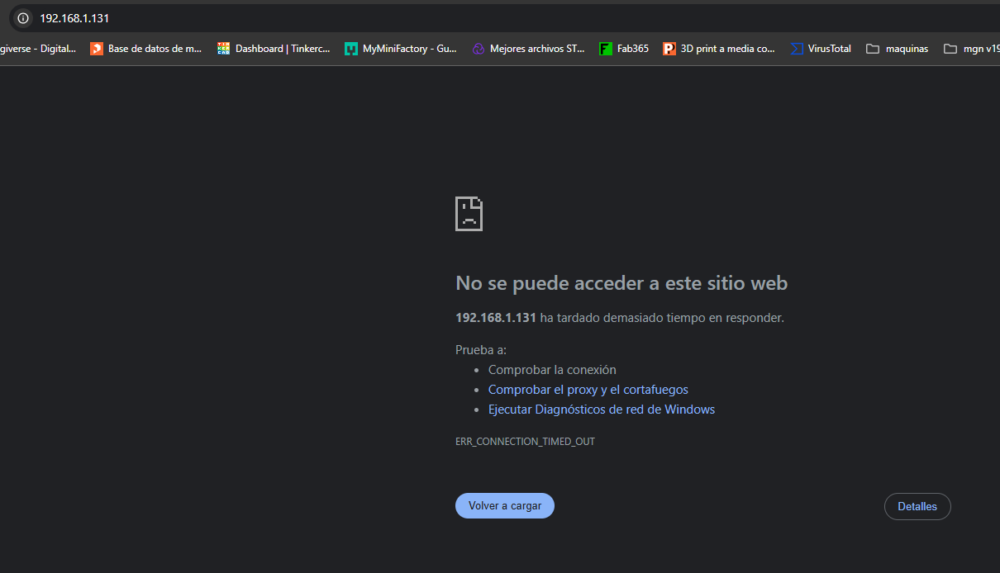 192.168.1.131
giverse - Digital... Base de datos de m... Dashboard | Tinkerc... MyMiniFactory - Gu... Mejores archivos ST... Fab365 3D print a media co... VirusTotal maquinas mgn v19
No se puede acceder a este sitio web
192.168.1.131 ha tardado demasiado tiempo en responder.
Prueba a:
Comprobar la conexión
Comprobar el proxy y el cortafuegos
Ejecutar Diagnósticos de red de Windows
ERR_CONNECTION_TIMED_OUT
Volver a cargar Detalles